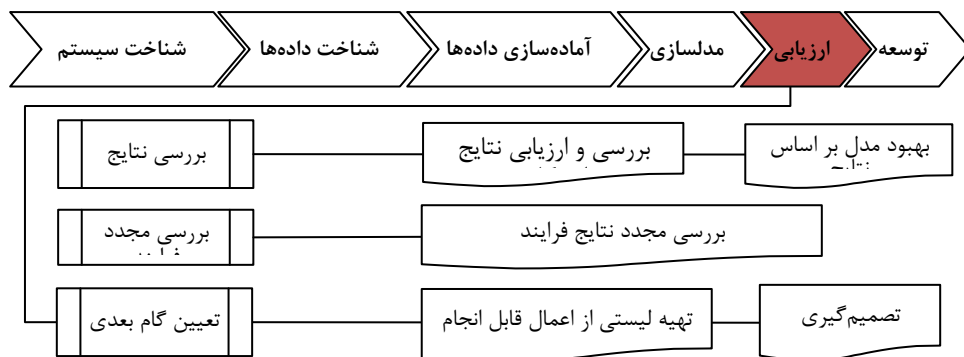 شناخت سیستم
شناخت داده‌ها
آماده‌سازی داده‌ها
مدلسازی
ارزیابی
توسعه
بررسی نتایج
بررسی و ارزیابی نتایج
بهبود مدل بر اساس
نتایج
بررسی مجدد
فرایند
بررسی مجدد نتایج فرایند
تعیین گام بعدی
تهیه لیستی از اعمال قابل انجام
تصمیم‌گیری